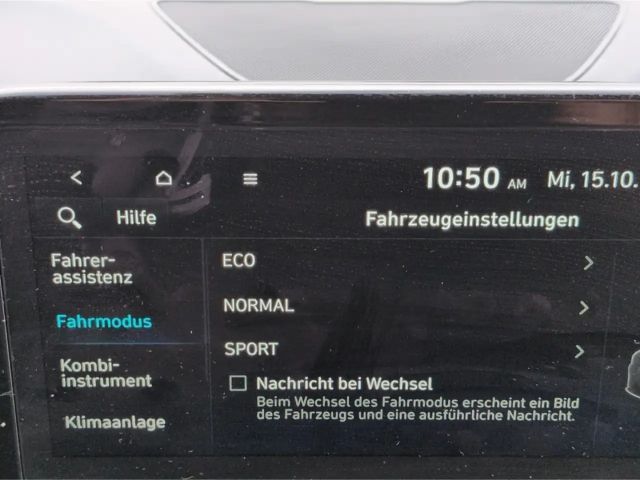 10:50 AM Mi, 15.10.
Hilfe
Fahrzeugeinstellungen
Fahrer-
assistenz
Fahrmodus
Kombi-
instrument
Klimaanlage
ECO
NORMAL
SPORT
Nachricht bei Wechsel
Beim Wechsel des Fahrmodus erscheint ein Bild
des Fahrzeugs und eine ausführliche Nachricht.